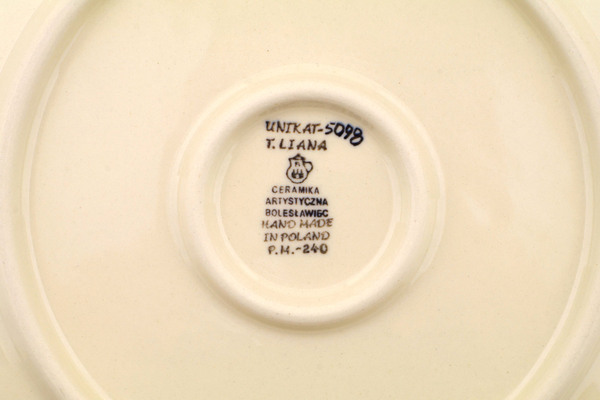 UNIKAT-5098
T. LIANA
CERAMIKA
ARTYSTYCZNA
BOLESŁAWIEC
HAND MADE
IN POLAND
P.M.-240